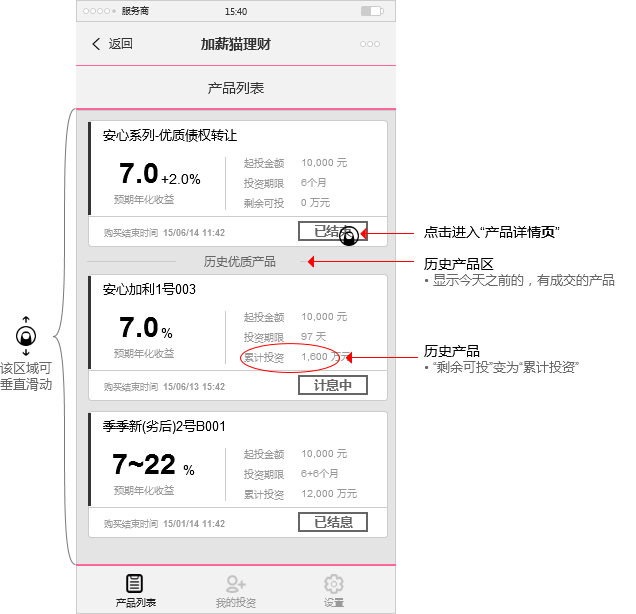 服务商 15:40
返回 加薪猫理财
产品列表
安心系列-优质债权转让
7.0+2.0%
预期年化收益
起投金额 10,000 元
投资期限 6个月
剩余可投 0 万元
购买结束时间 15/06/14 11:42
已结
点击进入“产品详情页”
历史优质产品
历史产品区
• 显示今天之前的，有成交的产品
安心加利1号003
7.0 %
预期年化收益
起投金额 10,000 元
投资期限 97 天
累计投资 1,600 万元
历史产品
• “剩余可投”变为“累计投资”
购买结束时间 15/06/13 15:42
计息中
该区域可
垂直滑动
季季新(劣后)2号B001
7~22 %
预期年化收益
起投金额 10,000 元
投资期限 6+6个月
累计投资 12,000 万元
购买结束时间 15/01/14 11:42
已结息
产品列表 我的投资 设置